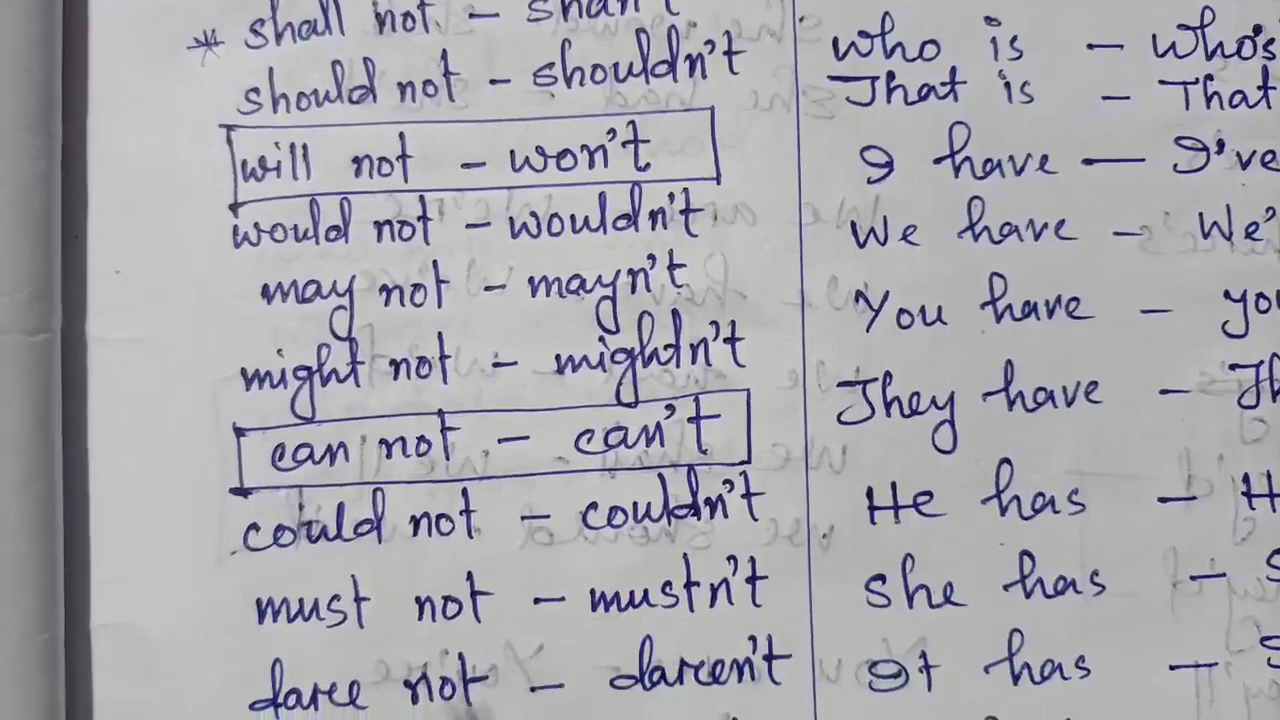 * shall not - shan't
should not - shouldn't
will not - won't
would not - wouldn't
may not - mayn't
might not - mightn't
can not - can't
could not - couldn't
must not - mustn't
dare not - daren't
Who is - Who's
That is - That
I have - I've
We have - We'
You have - you
They have - Th
He has - H
She has - S
It has -